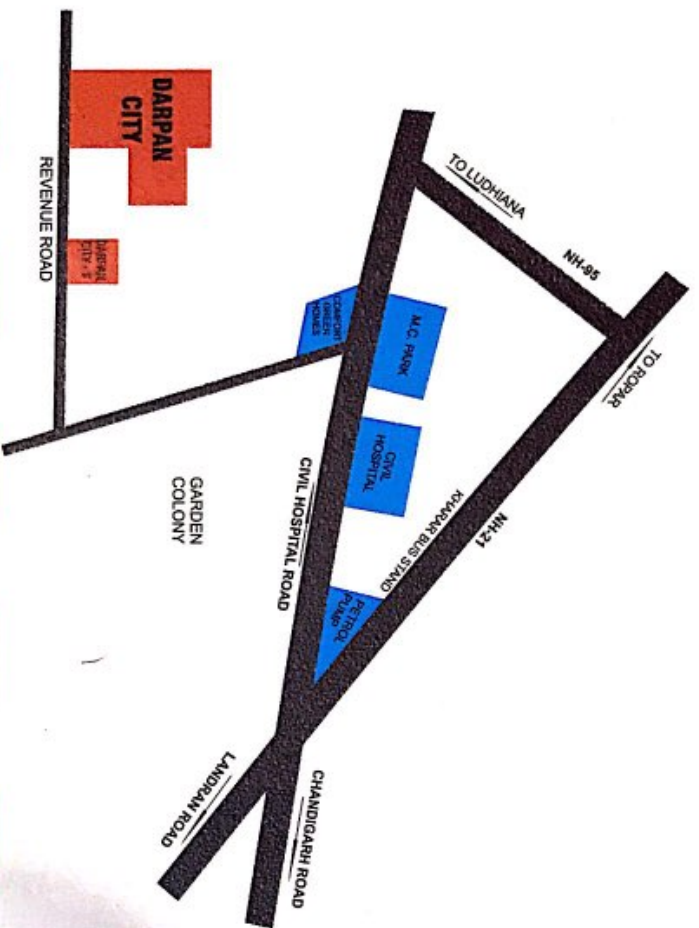 DARPAN
CITY
REVENUE ROAD
DARPAN
CITY -
TO LUDHIANA
NH-95
TO ROPAR
COMFORT
GREEN
HOMES
M.C. PARK
CIVIL
HOSPITAL
KHARAR BUS STAND
NH-21
GARDEN
COLONY
CIVIL HOSPITAL ROAD
PETROL
PUMP
LANDRAN ROAD
CHANDIGARH ROAD